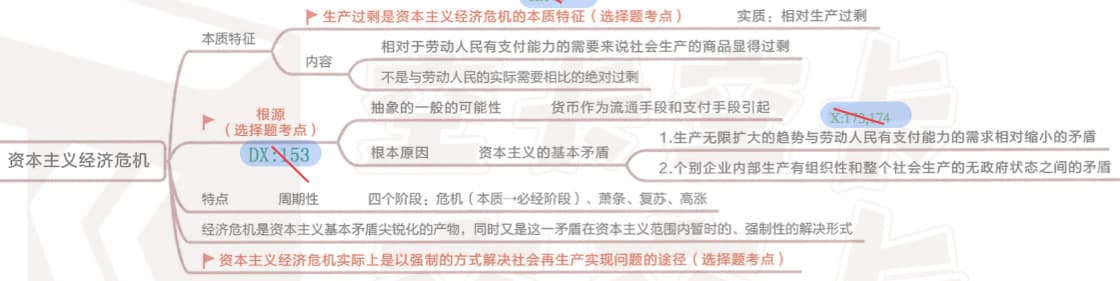 生产过剩是资本主义经济危机的本质特征（选择题考点） 实质：相对生产过剩
本质特征
相对于劳动人民有支付能力的需要来说社会生产的商品显得过剩
内容
不是与劳动人民的实际需要相比的绝对过剩
根源
（选择题考点）
抽象的一般的可能性 货币作为流通手段和支付手段引起
X:173,174
DX:153
1.生产无限扩大的趋势与劳动人民有支付能力的需求相对缩小的矛盾
根本原因 资本主义的基本矛盾
2.个别企业内部生产有组织性和整个社会生产的无政府状态之间的矛盾
资本主义经济危机
特点 周期性 四个阶段：危机（本质→必经阶段）、萧条、复苏、高涨
经济危机是资本主义基本矛盾尖锐化的产物，同时又是这一矛盾在资本主义范围内暂时的、强制性的解决形式
资本主义经济危机实际上是以强制的方式解决社会再生产实现问题的途径（选择题考点）